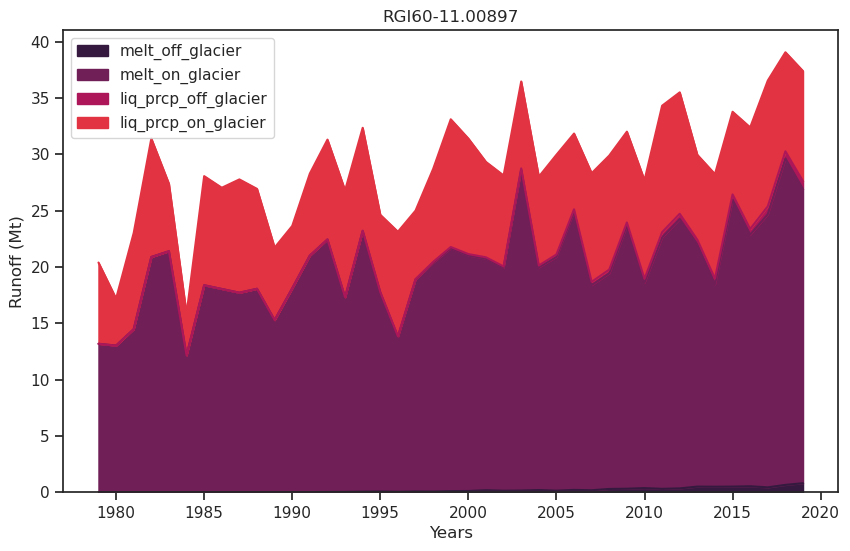 RGI60-11.00897
melt_off_glacier
melt_on_glacier
liq_prcp_off_glacier
liq_prcp_on_glacier
Runoff (Mt)
40
35
30
25
20
15
10
5
0
1980 1985 1990 1995 2000 2005 2010 2015 2020
Years